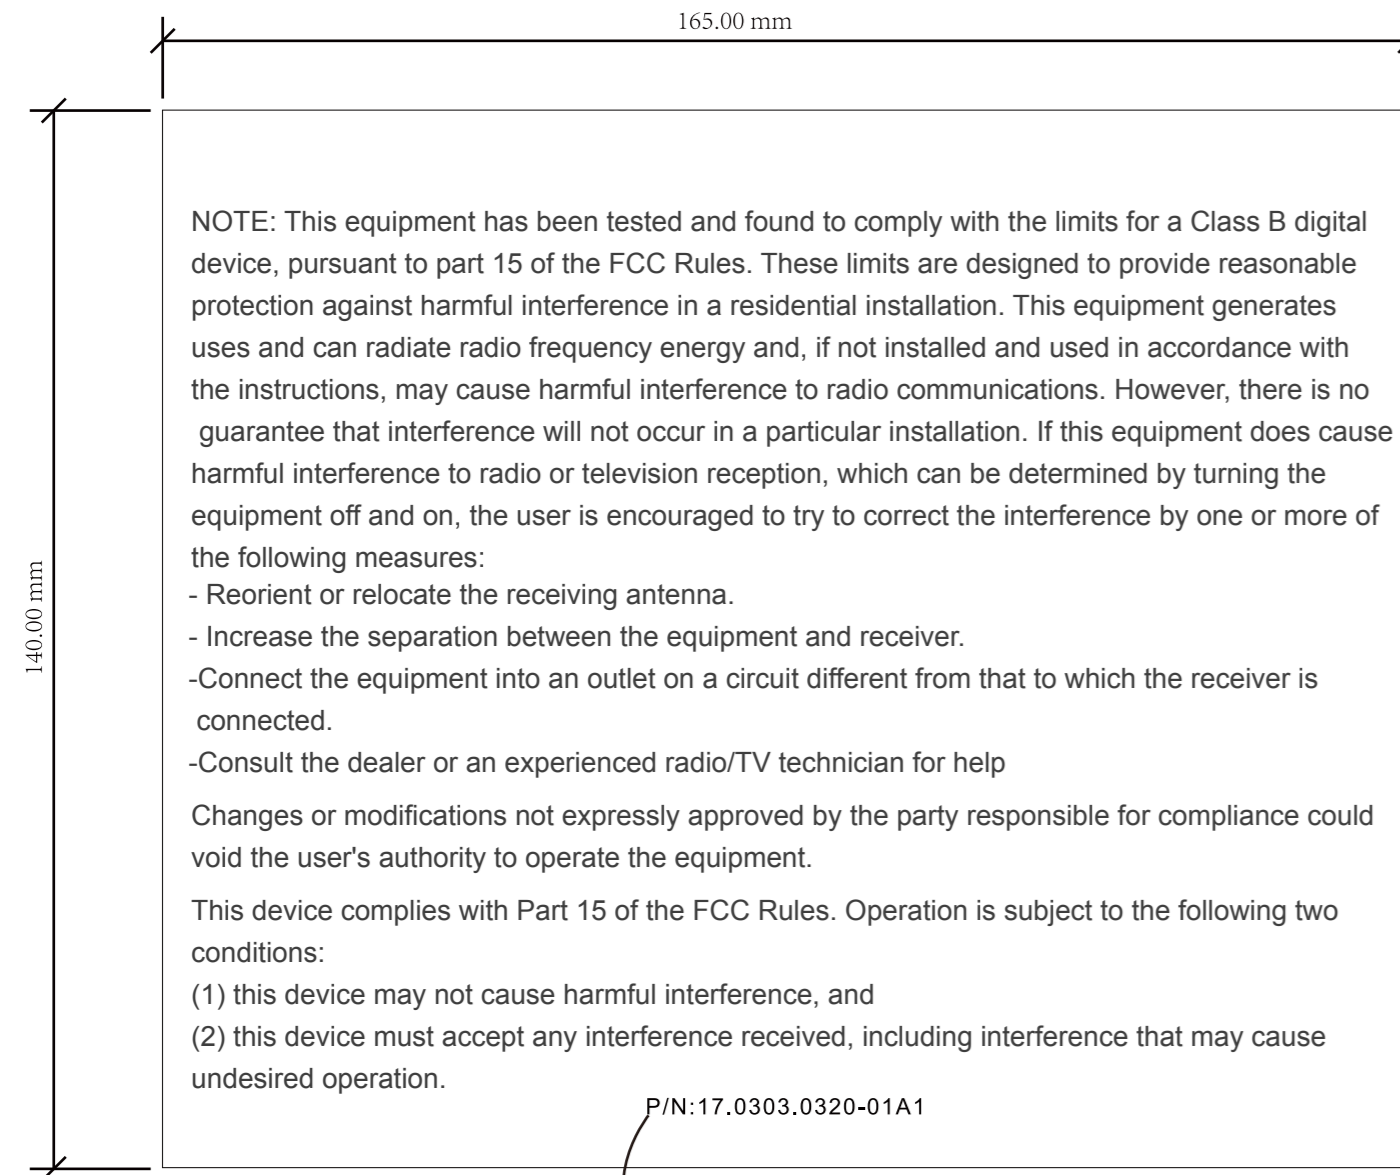 165.00 mm
140.00 mm
NOTE: This equipment has been tested and found to comply with the limits for a Class B digital
device, pursuant to part 15 of the FCC Rules. These limits are designed to provide reasonable
protection against harmful interference in a residential installation. This equipment generates
uses and can radiate radio frequency energy and, if not installed and used in accordance with
the instructions, may cause harmful interference to radio communications. However, there is no
guarantee that interference will not occur in a particular installation. If this equipment does cause
harmful interference to radio or television reception, which can be determined by turning the
equipment off and on, the user is encouraged to try to correct the interference by one or more of
the following measures:
- Reorient or relocate the receiving antenna.
- Increase the separation between the equipment and receiver.
-Connect the equipment into an outlet on a circuit different from that to which the receiver is
connected.
-Consult the dealer or an experienced radio/TV technician for help
Changes or modifications not expressly approved by the party responsible for compliance could
void the user's authority to operate the equipment.
This device complies with Part 15 of the FCC Rules. Operation is subject to the following two
conditions:
(1) this device may not cause harmful interference, and
(2) this device must accept any interference received, including interference that may cause
undesired operation.
P/N:17.0303.0320-01A1